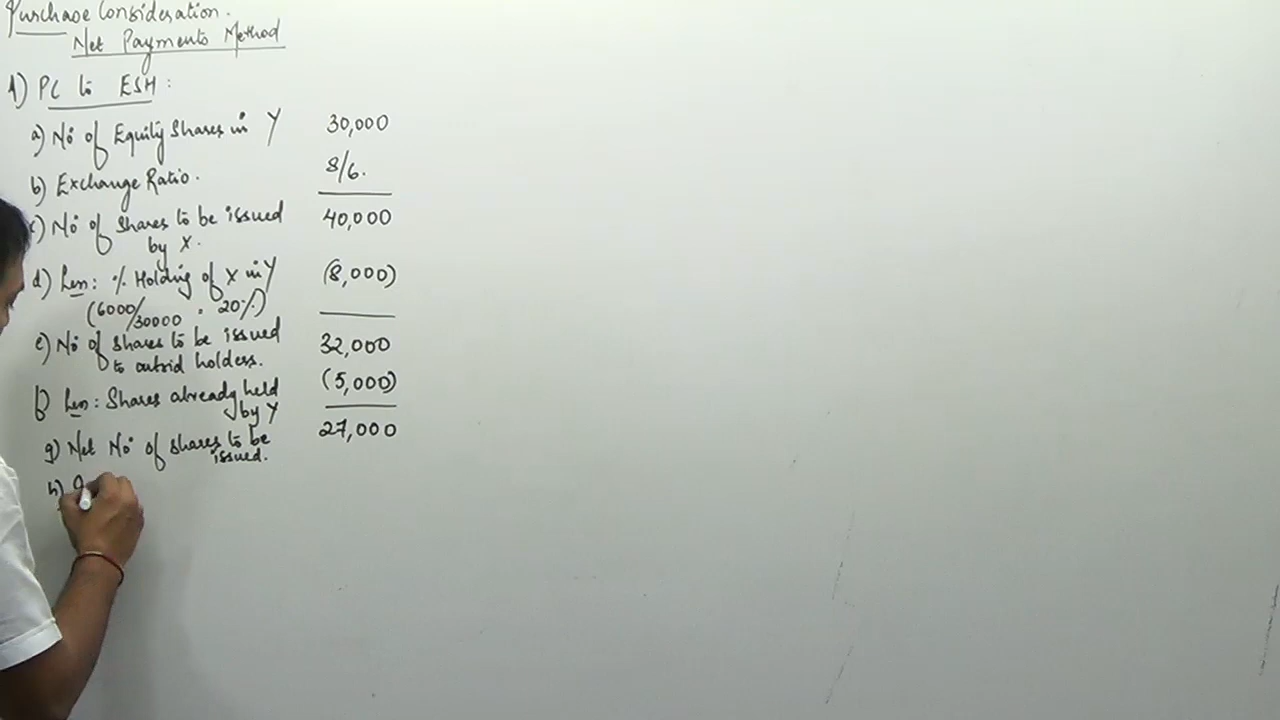 Purchase Consideration.
Net Payments Method
1) PC to ESH:
a) No of Equity Shares in Y 30,000
b) Exchange Ratio. 8/6.
c) No of Shares to be issued 40,000
by X.
d) Less: % Holding of X in Y (8,000)
(6000/30000 = 20%)
e) No of shares to be issued 32,000
to outsid holders.
f) Less: Shares already held (5,000)
by Y
g) Net No of shares to be 27,000
issued.
h)